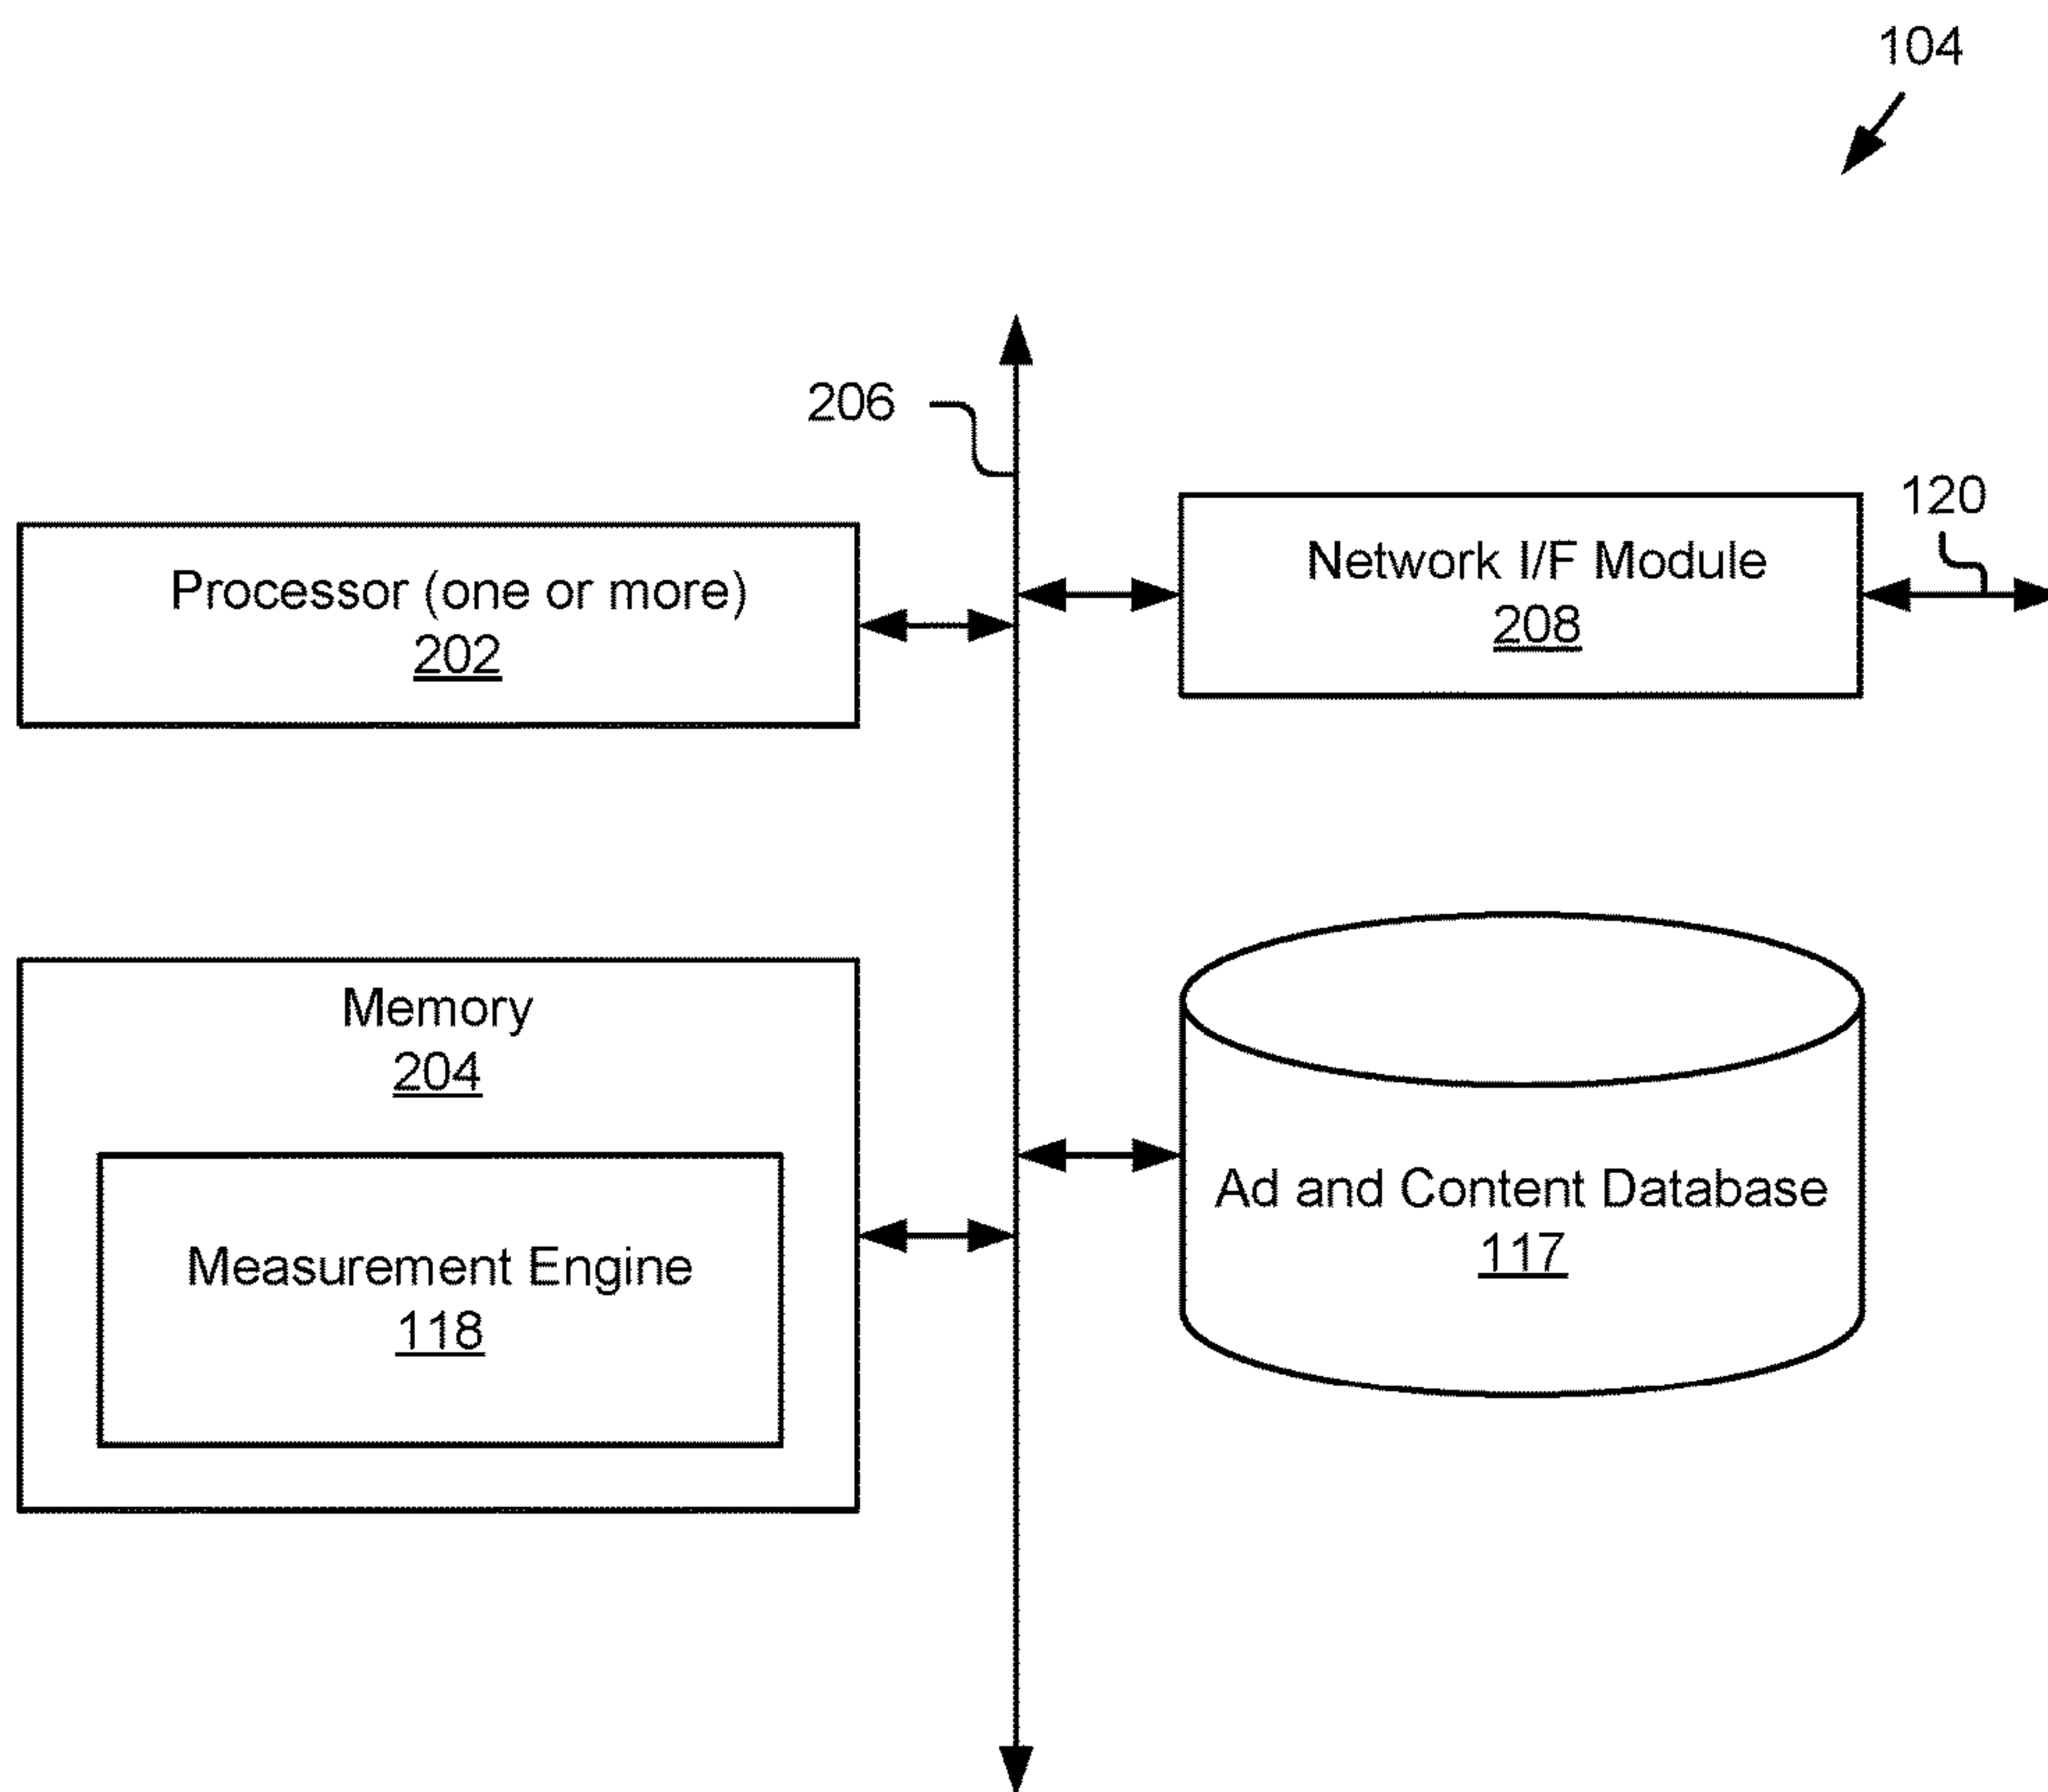 104
206
120
Processor (one or more)
202
Network I/F Module
208
Memory
204
Measurement Engine
118
Ad and Content Database
117